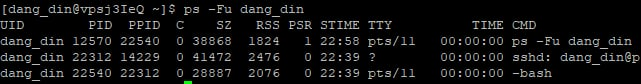 [dang_din@vpsj3IeQ ~]$ ps -Fu dang_din
UID PID PPID C SZ RSS PSR STIME TTY TIME CMD
dang_din 12570 22540 0 38868 1824 1 22:58 pts/11 00:00:00 ps -Fu dang_din
dang_din 22312 14229 0 41472 2476 0 22:39 ? 00:00:00 sshd: dang_din@p
dang_din 22540 22312 0 28887 2076 0 22:39 pts/11 00:00:00 -bash